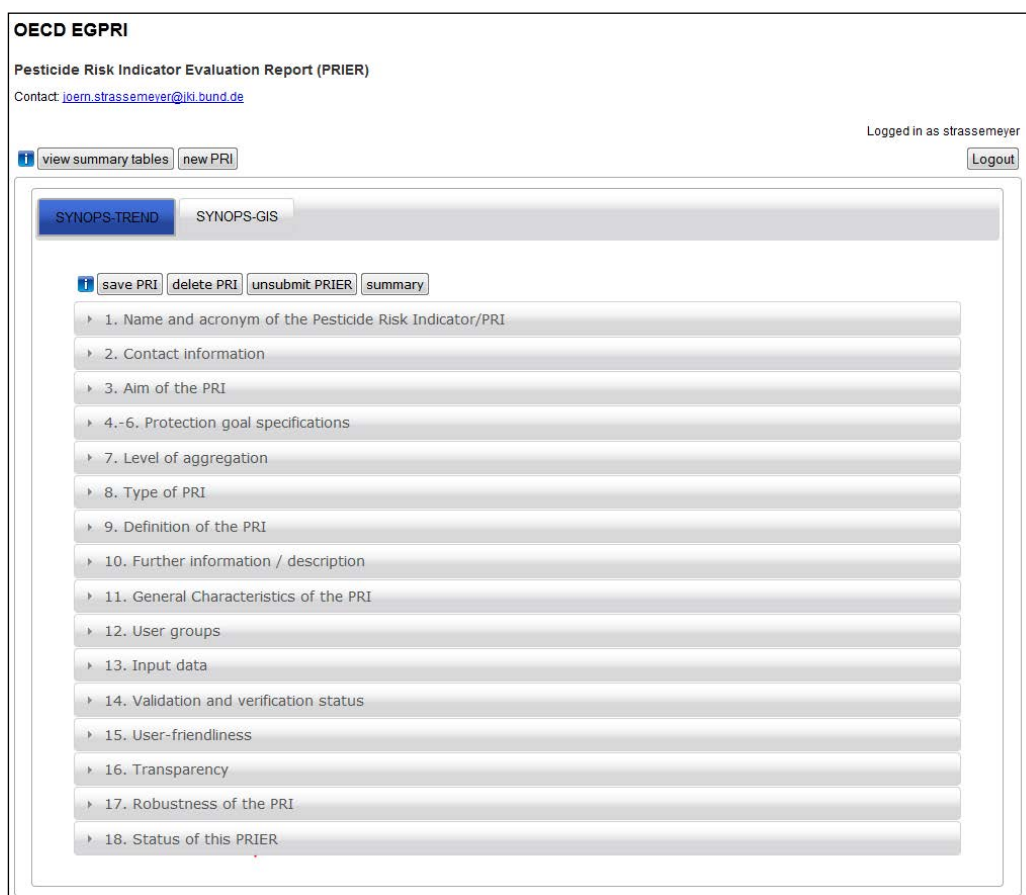 OECD EGPRI
Pesticide Risk Indicator Evaluation Report (PRIER)
Contact: joern.strassemeyer@jki.bund.de
Logged in as strassemeyer
i view summary tables new PRI Logout
SYNOPS-TREND SYNOPS-GIS
i save PRI delete PRI unsubmit PRIER summary
1. Name and acronym of the Pesticide Risk Indicator/PRI
2. Contact information
3. Aim of the PRI
4.-6. Protection goal specifications
7. Level of aggregation
8. Type of PRI
9. Definition of the PRI
10. Further information / description
11. General Characteristics of the PRI
12. User groups
13. Input data
14. Validation and verification status
15. User-friendliness
16. Transparency
17. Robustness of the PRI
18. Status of this PRIER